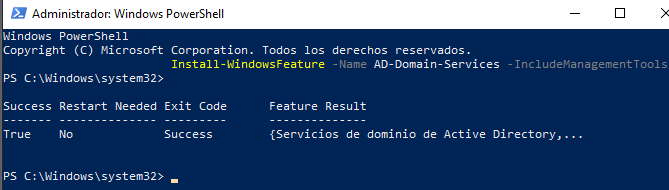 Administrador: Windows PowerShell
Windows PowerShell
Copyright (C) Microsoft Corporation. Todos los derechos reservados.
Install-WindowsFeature -Name AD-Domain-Services -IncludeManagementTools
PS C:\Windows\system32>
Success Restart Needed Exit Code      Feature Result
------- -------------- ---------      --------------
True    No             Success        {Servicios de dominio de Active Directory,...
PS C:\Windows\system32>